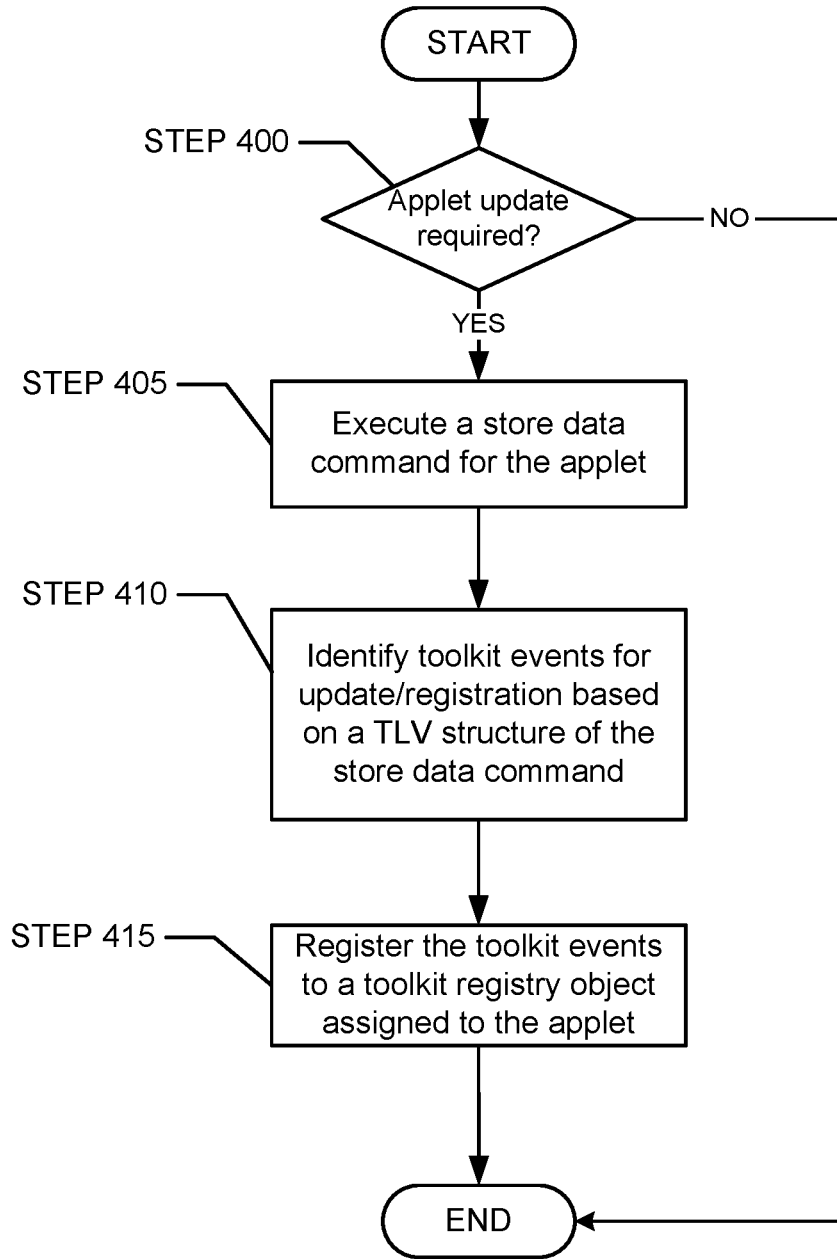 START
STEP 400
Applet update
required?
NO
YES
STEP 405
Execute a store data
command for the applet
STEP 410
Identify toolkit events for
update/registration based
on a TLV structure of the
store data command
STEP 415
Register the toolkit events
to a toolkit registry object
assigned to the applet
END